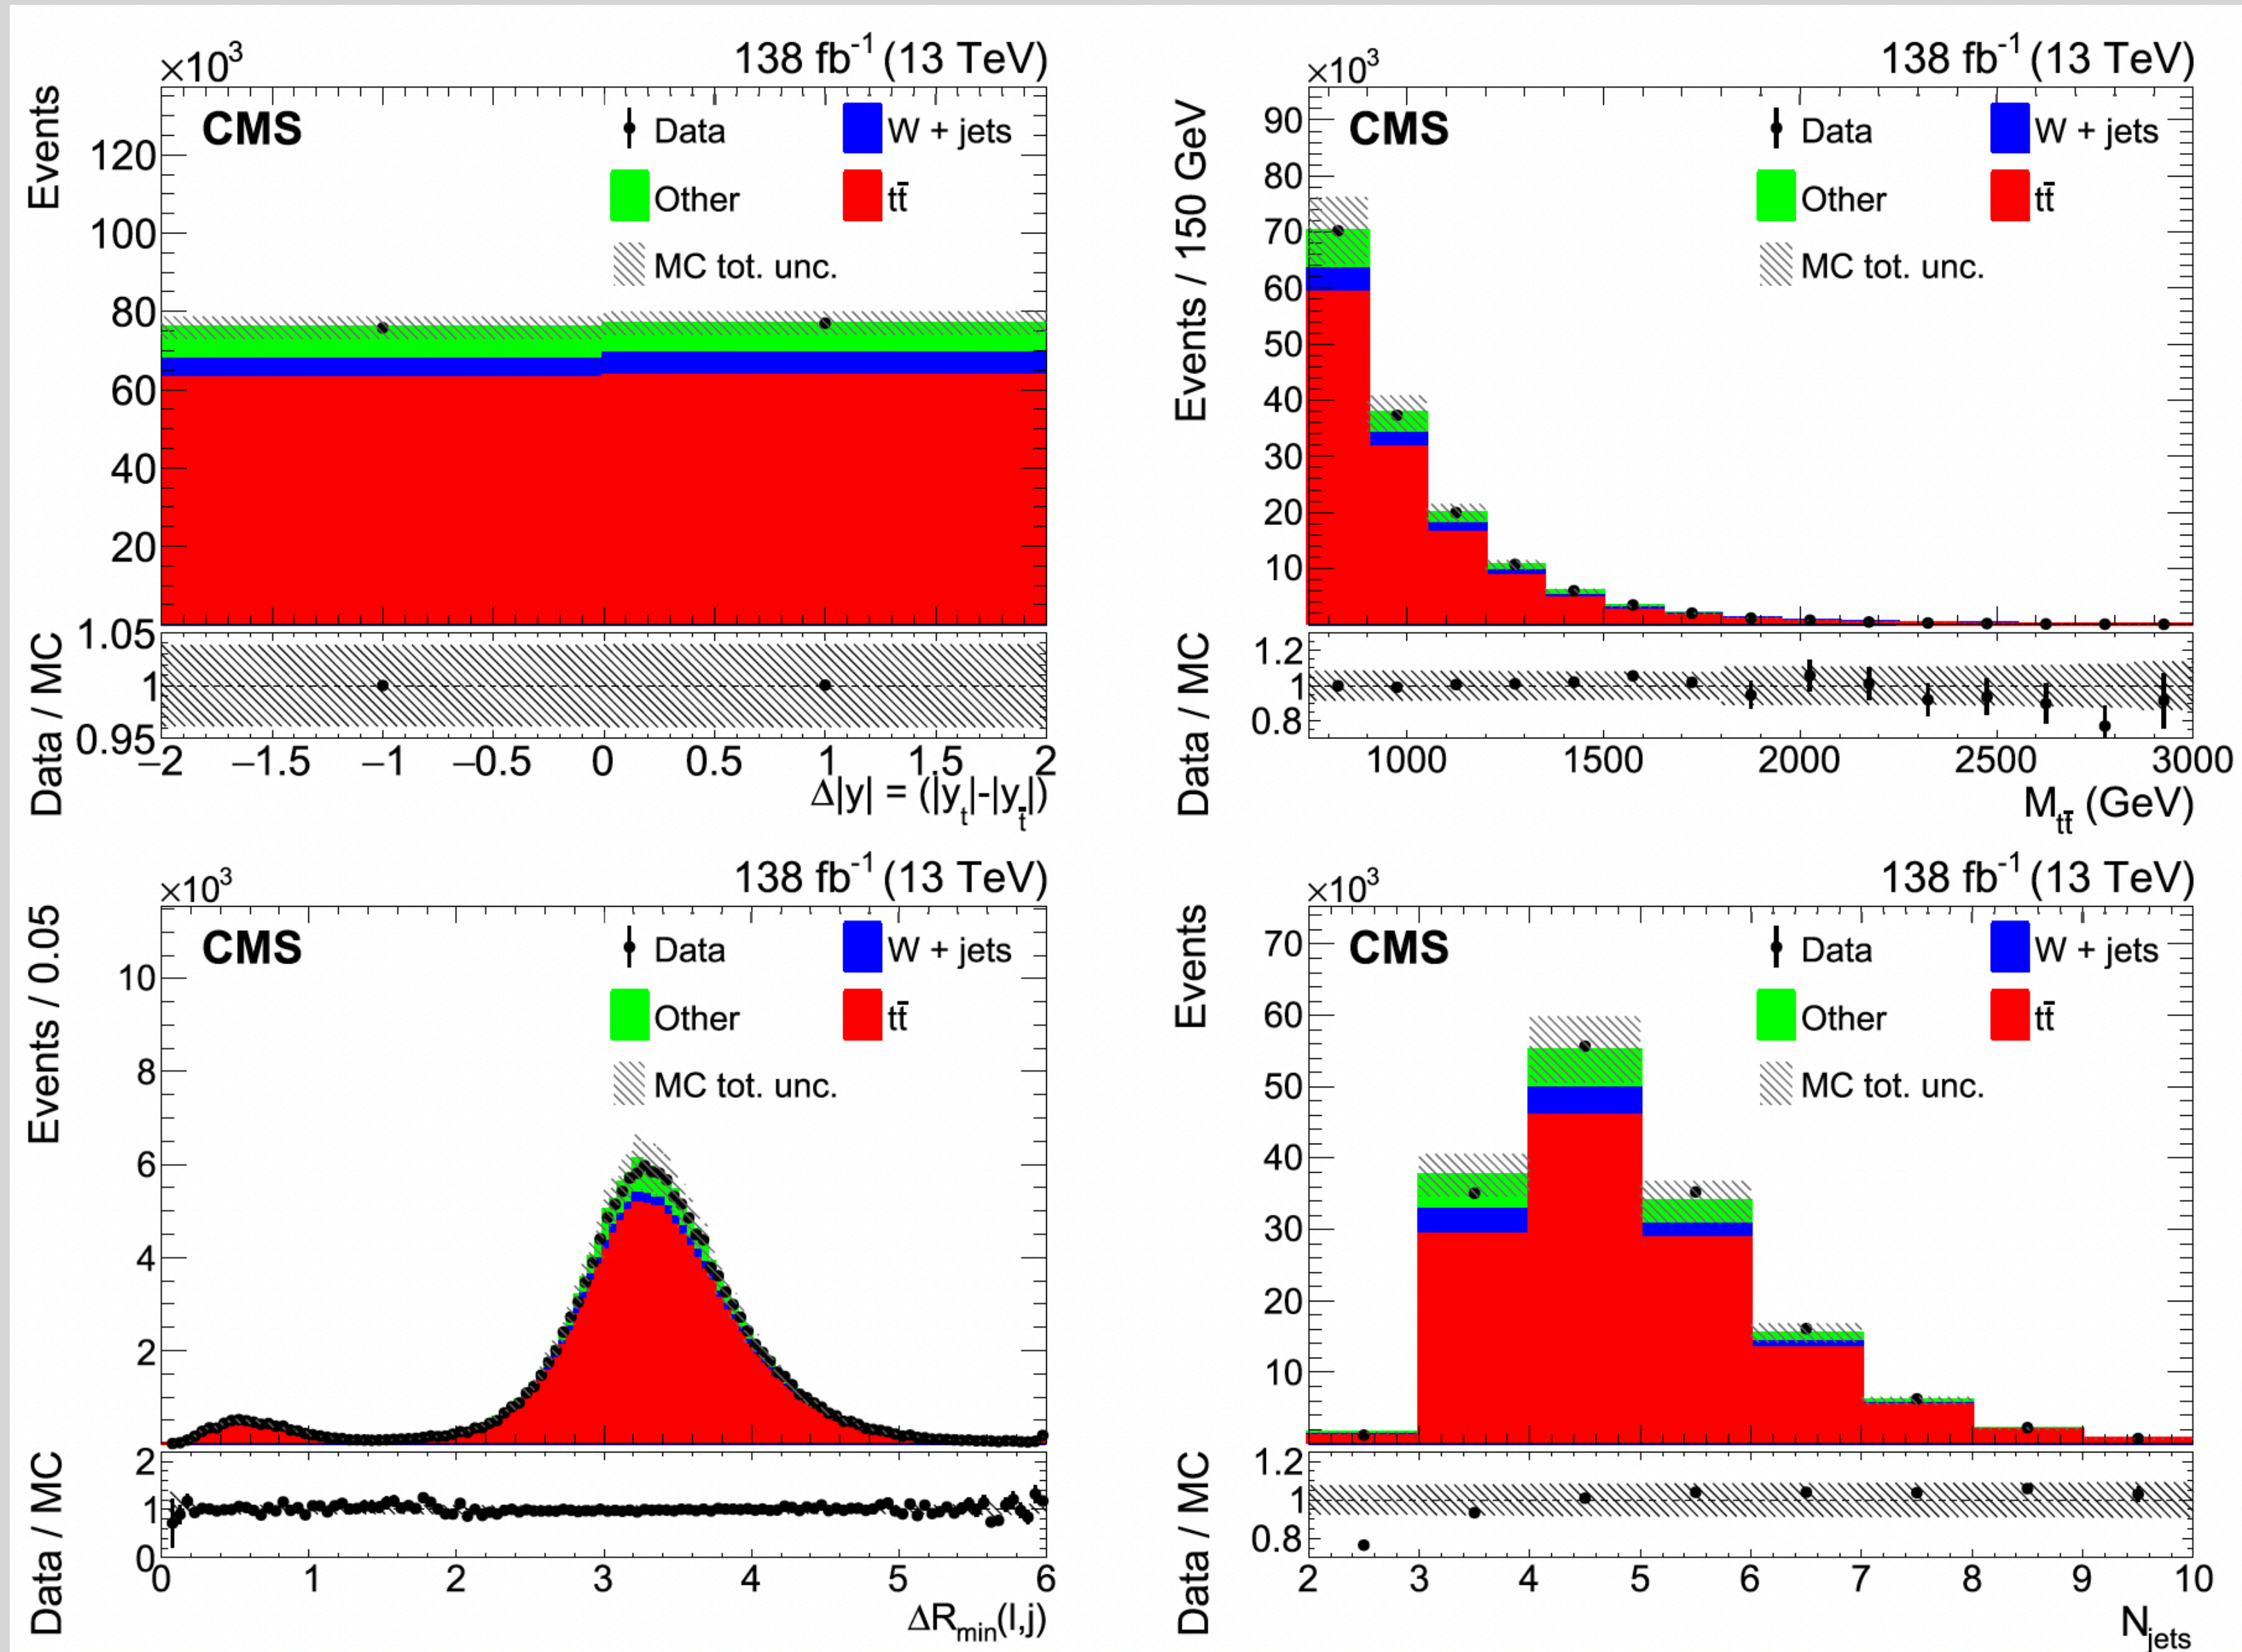 ×10³
138 fb⁻¹ (13 TeV)
CMS
Data
W + jets
Other
tt̄
MC tot. unc.
Events
120
100
80
60
40
20
Data / MC
1.05
1
0.95
−2 −1.5 −1 −0.5 0 0.5 1 1.5 2
Δ|y| = (|y_t|-|y_t̄|)
×10³
138 fb⁻¹ (13 TeV)
CMS
Data
W + jets
Other
tt̄
MC tot. unc.
Events / 150 GeV
90
80
70
60
50
40
30
20
10
Data / MC
1.2
1
0.8
1000 1500 2000 2500 3000
M_tt̄ (GeV)
×10³
138 fb⁻¹ (13 TeV)
CMS
Data
W + jets
Other
tt̄
MC tot. unc.
Events / 0.05
10
8
6
4
2
Data / MC
2
1
0
0 1 2 3 4 5 6
ΔR_min(l,j)
×10³
138 fb⁻¹ (13 TeV)
CMS
Data
W + jets
Other
tt̄
MC tot. unc.
Events
70
60
50
40
30
20
10
Data / MC
1.2
1
0.8
2 3 4 5 6 7 8 9 10
N_jets